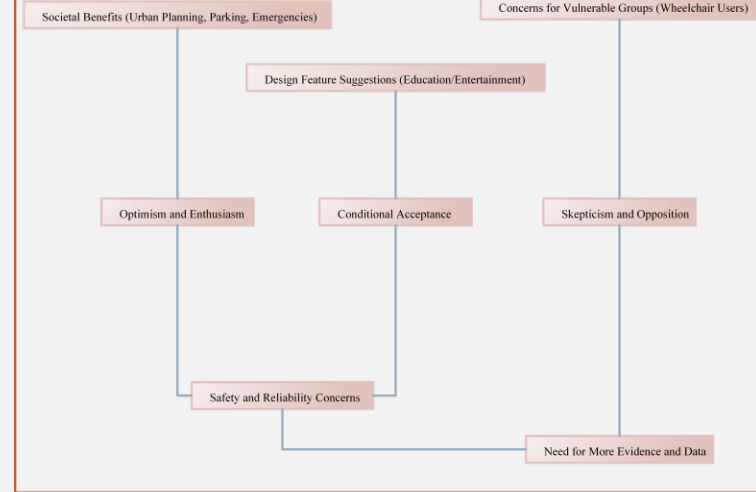 Societal Benefits (Urban Planning, Parking, Emergencies)
Concerns for Vulnerable Groups (Wheelchair Users)
Design Feature Suggestions (Education/Entertainment)
Optimism and Enthusiasm
Conditional Acceptance
Skepticism and Opposition
Safety and Reliability Concerns
Need for More Evidence and Data